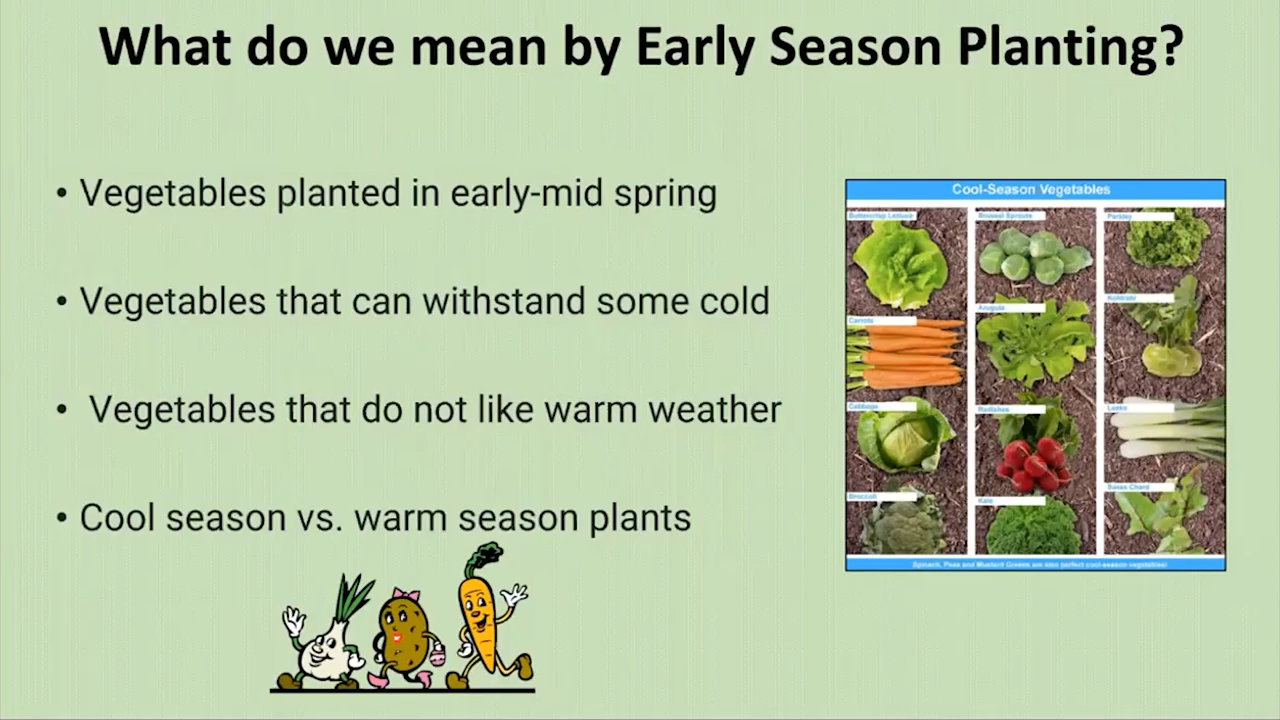 What do we mean by Early Season Planting?
• Vegetables planted in early-mid spring
• Vegetables that can withstand some cold
• Vegetables that do not like warm weather
• Cool season vs. warm season plants
Cool-Season Vegetables
Buttercrisp Lettuce
Brussel Sprouts
Parsley
Carrots
Arugula
Kohlrabi
Cabbage
Radishes
Leeks
Broccoli
Kale
Swiss Chard
Spinach, Peas and Mustard Greens are also perfect cool-season vegetables!